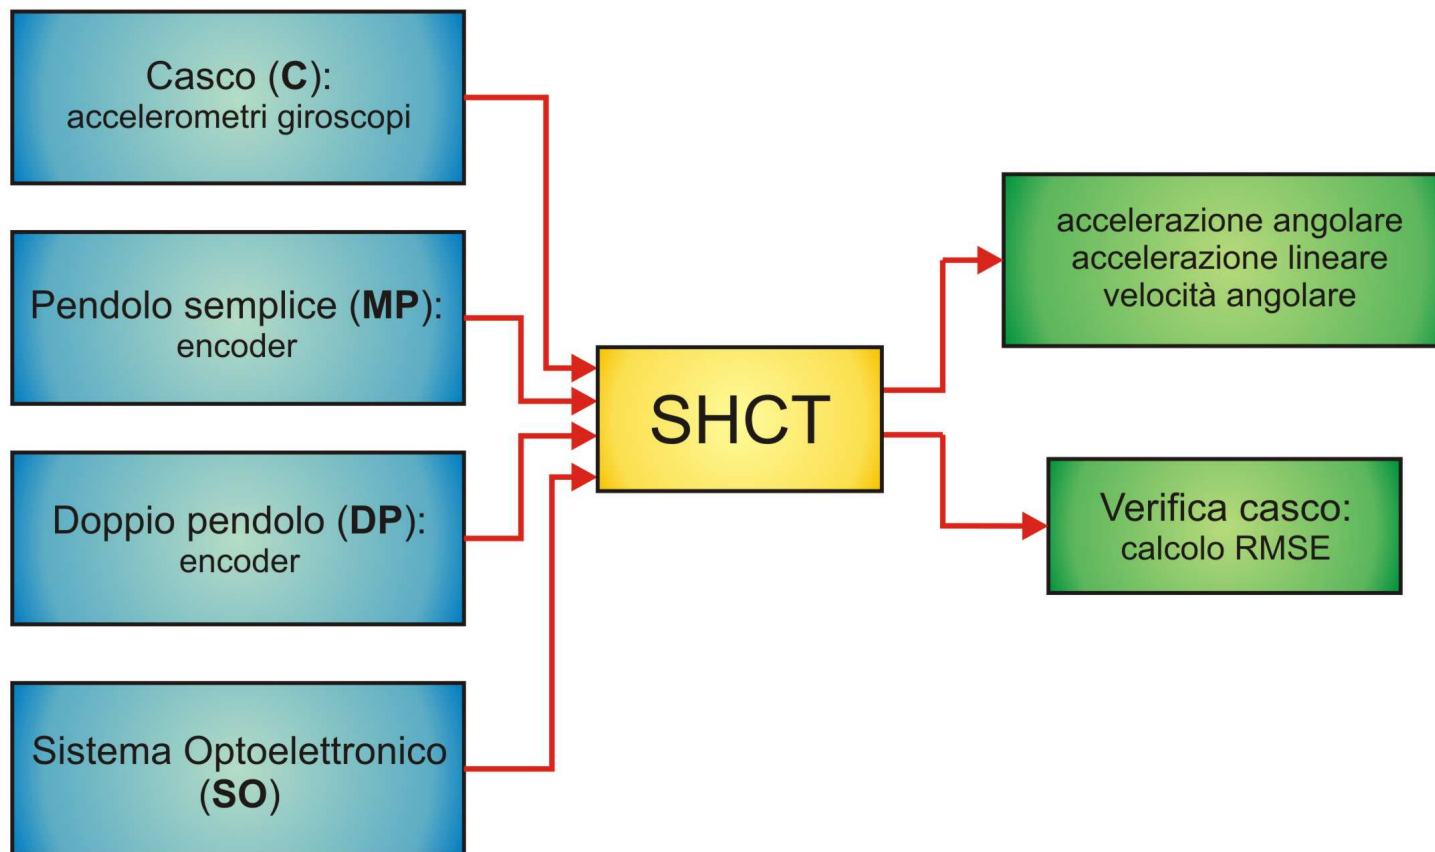 Casco (C):
accelerometri giroscopi
Pendolo semplice (MP):
encoder
Doppio pendolo (DP):
encoder
Sistema Optoelettronico
(SO)
SHCT
accelerazione angolare
accelerazione lineare
velocità angolare
Verifica casco:
calcolo RMSE